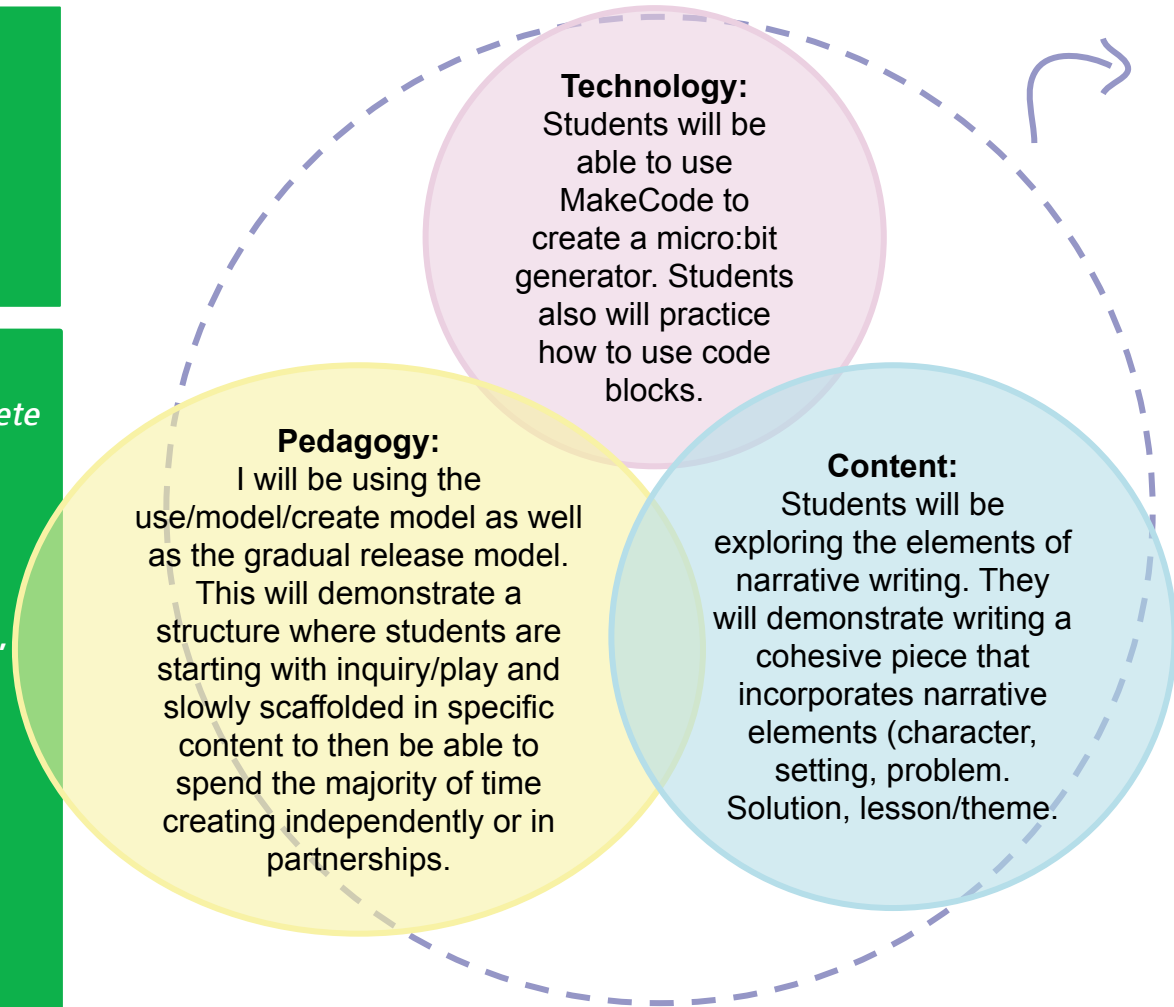 Technology:
Students will be
able to use
MakeCode to
create a micro:bit
generator. Students
also will practice
how to use code
blocks.
ete
,
Pedagogy:
I will be using the
use/model/create model as well
as the gradual release model.
This will demonstrate a
structure where students are
starting with inquiry/play and
slowly scaffolded in specific
content to then be able to
spend the majority of time
creating independently or in
partnerships.
Content:
Students will be
exploring the elements of
narrative writing. They
will demonstrate writing a
cohesive piece that
incorporates narrative
elements (character,
setting, problem.
Solution, lesson/theme.